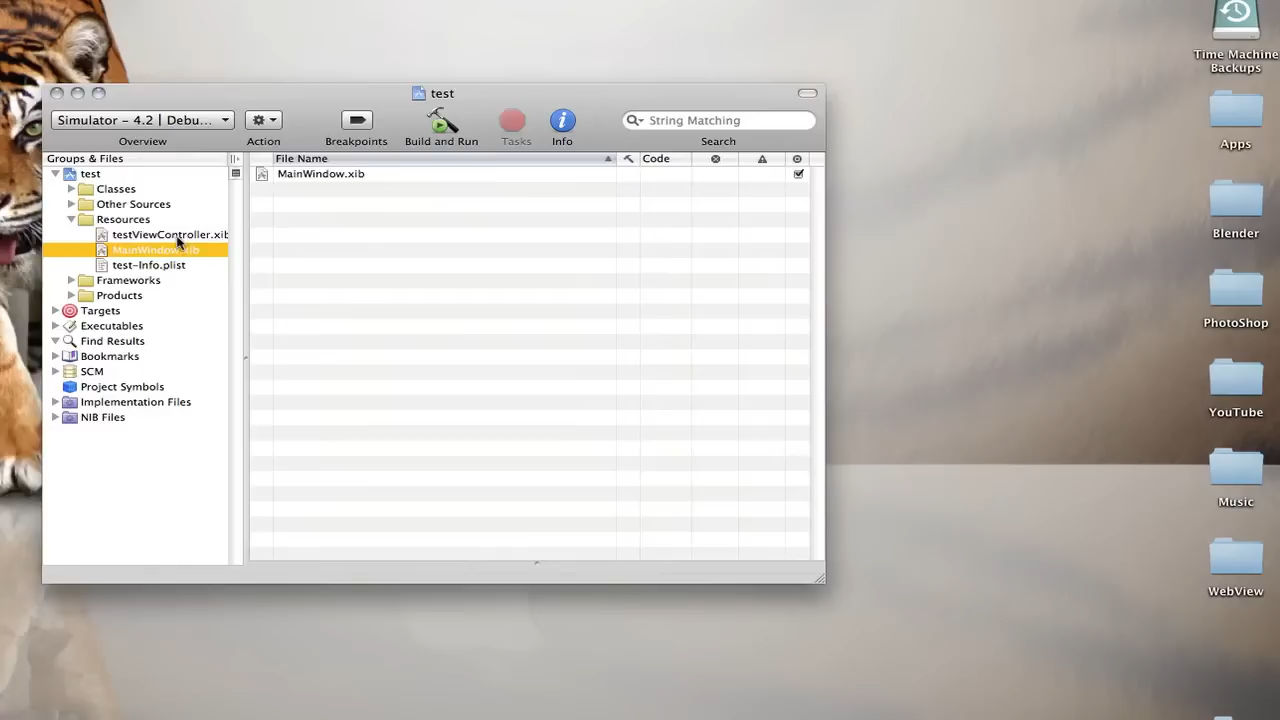 Time Machine
Backups
test
Simulator – 4.2 | Debu...
String Matching
Overview
Action
Breakpoints
Build and Run
Tasks
Info
Search
Groups & Files
File Name
Code
test
MainWindow.xib
Classes
Other Sources
Resources
testViewController.xib
MainWindow.xib
test-Info.plist
Frameworks
Products
Targets
Executables
Find Results
Bookmarks
SCM
Project Symbols
Implementation Files
NIB Files
Apps
Blender
PhotoShop
YouTube
Music
WebView